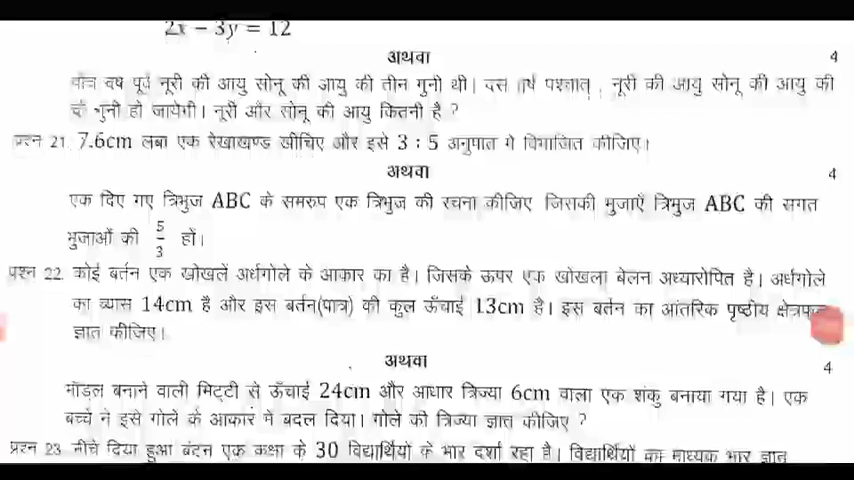 2x − 3y = 12
अथवा 4
पांच वर्ष पूर्व नूरी की आयु सोनू की आयु की तीन गुनी थी। दस वर्ष पश्चात् , नूरी की आयु सोनू की आयु की
दो गुनी हो जायेगी। नूरी और सोनू की आयु कितनी है ?
प्रश्न 21. 7.6cm लंबा एक रेखाखण्ड खींचिए और इसे 3 : 5 अनुपात में विभाजित कीजिए।
अथवा 4
एक दिए गए त्रिभुज ABC के समरुप एक त्रिभुज की रचना कीजिए जिसकी भुजाएँ त्रिभुज ABC की संगत
भुजाओं की 5/3 हों।
प्रश्न 22. कोई बर्तन एक खोखलें अर्धगोले के आकार का है। जिसके ऊपर एक खोखला बेलन अध्यारोपित है। अर्धगोले
का व्यास 14cm है और इस बर्तन(पात्र) की कुल ऊँचाई 13cm है। इस बर्तन का आंतरिक पृष्ठीय क्षेत्रफल
ज्ञात कीजिए।
अथवा 4
मॉडल बनाने वाली मिट्टी से ऊँचाई 24cm और आधार त्रिज्या 6cm वाला एक शंकु बनाया गया है। एक
बच्चे ने इसे गोले के आकार में बदल दिया। गोले की त्रिज्या ज्ञात कीजिए ?
प्रश्न 23. नीचे दिया हुआ बंटन एक कक्षा के 30 विद्यार्थियों के भार दर्शा रहा है। विद्यार्थियों का माध्यक भार ज्ञात